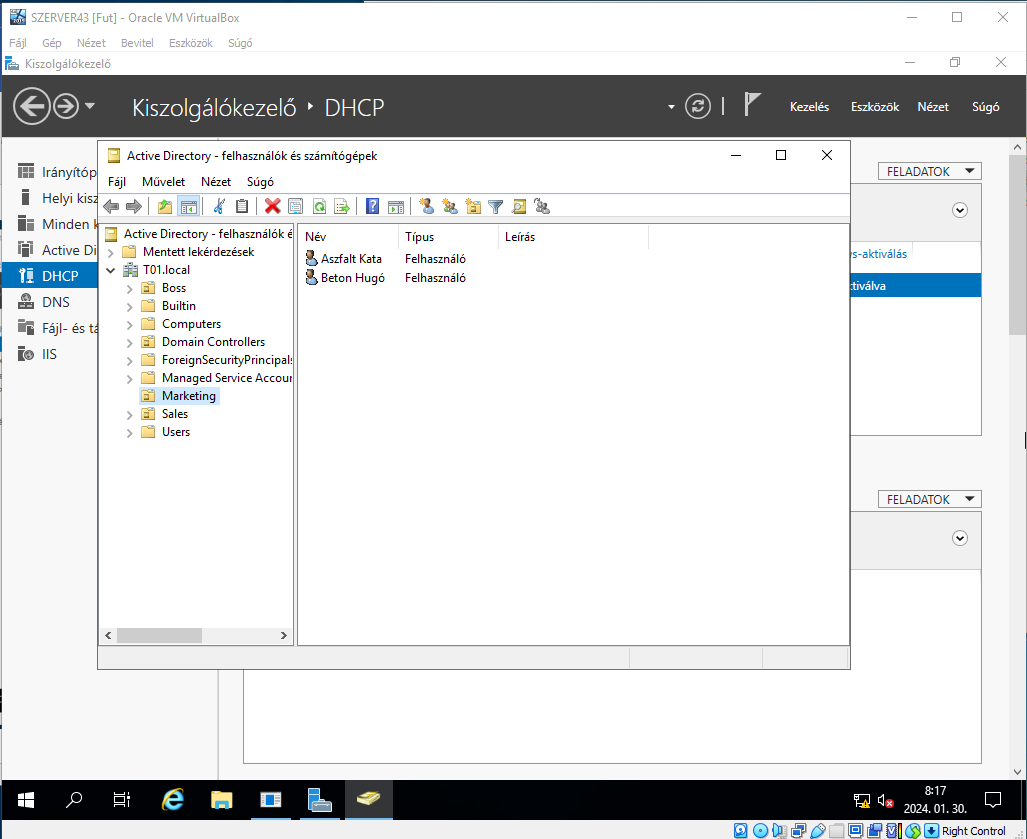 SZERVER43 [Fut] - Oracle VM VirtualBox
Fájl Gép Nézet Bevitel Eszközök Súgó
Kiszolgálókezelő
Kiszolgálókezelő DHCP
Kezelés Eszközök Nézet Súgó
Irányítóp
Helyi kisz
Minden k
Active Di
DHCP
DNS
Fájl- és tá
IIS
Active Directory - felhasználók és számítógépek
Fájl Művelet Nézet Súgó
Active Directory - felhasználók é
Mentett lekérdezések
T01.local
Boss
Builtin
Computers
Domain Controllers
ForeignSecurityPrincipals
Managed Service Accour
Marketing
Sales
Users
Név Típus Leírás
Aszfalt Kata Felhasználó
Beton Hugó Felhasználó
FELADATOK
s-aktiválás
tiválva
FELADATOK
8:17
2024. 01. 30.
Right Control